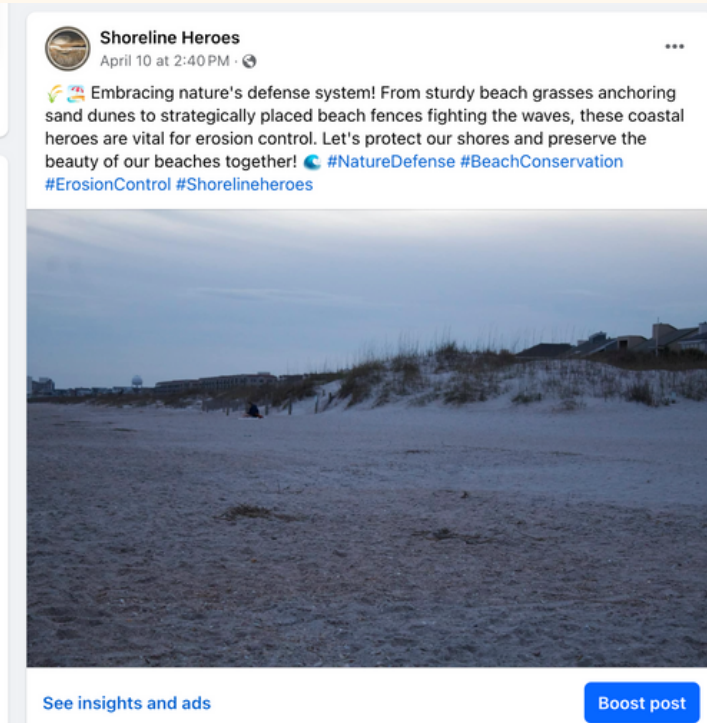 Shoreline Heroes
April 10 at 2:40 PM ·
🌾 🏖️ Embracing nature's defense system! From sturdy beach grasses anchoring
sand dunes to strategically placed beach fences fighting the waves, these coastal
heroes are vital for erosion control. Let's protect our shores and preserve the
beauty of our beaches together! 🌊 #NatureDefense #BeachConservation
#ErosionControl #Shorelineheroes
See insights and ads
Boost post